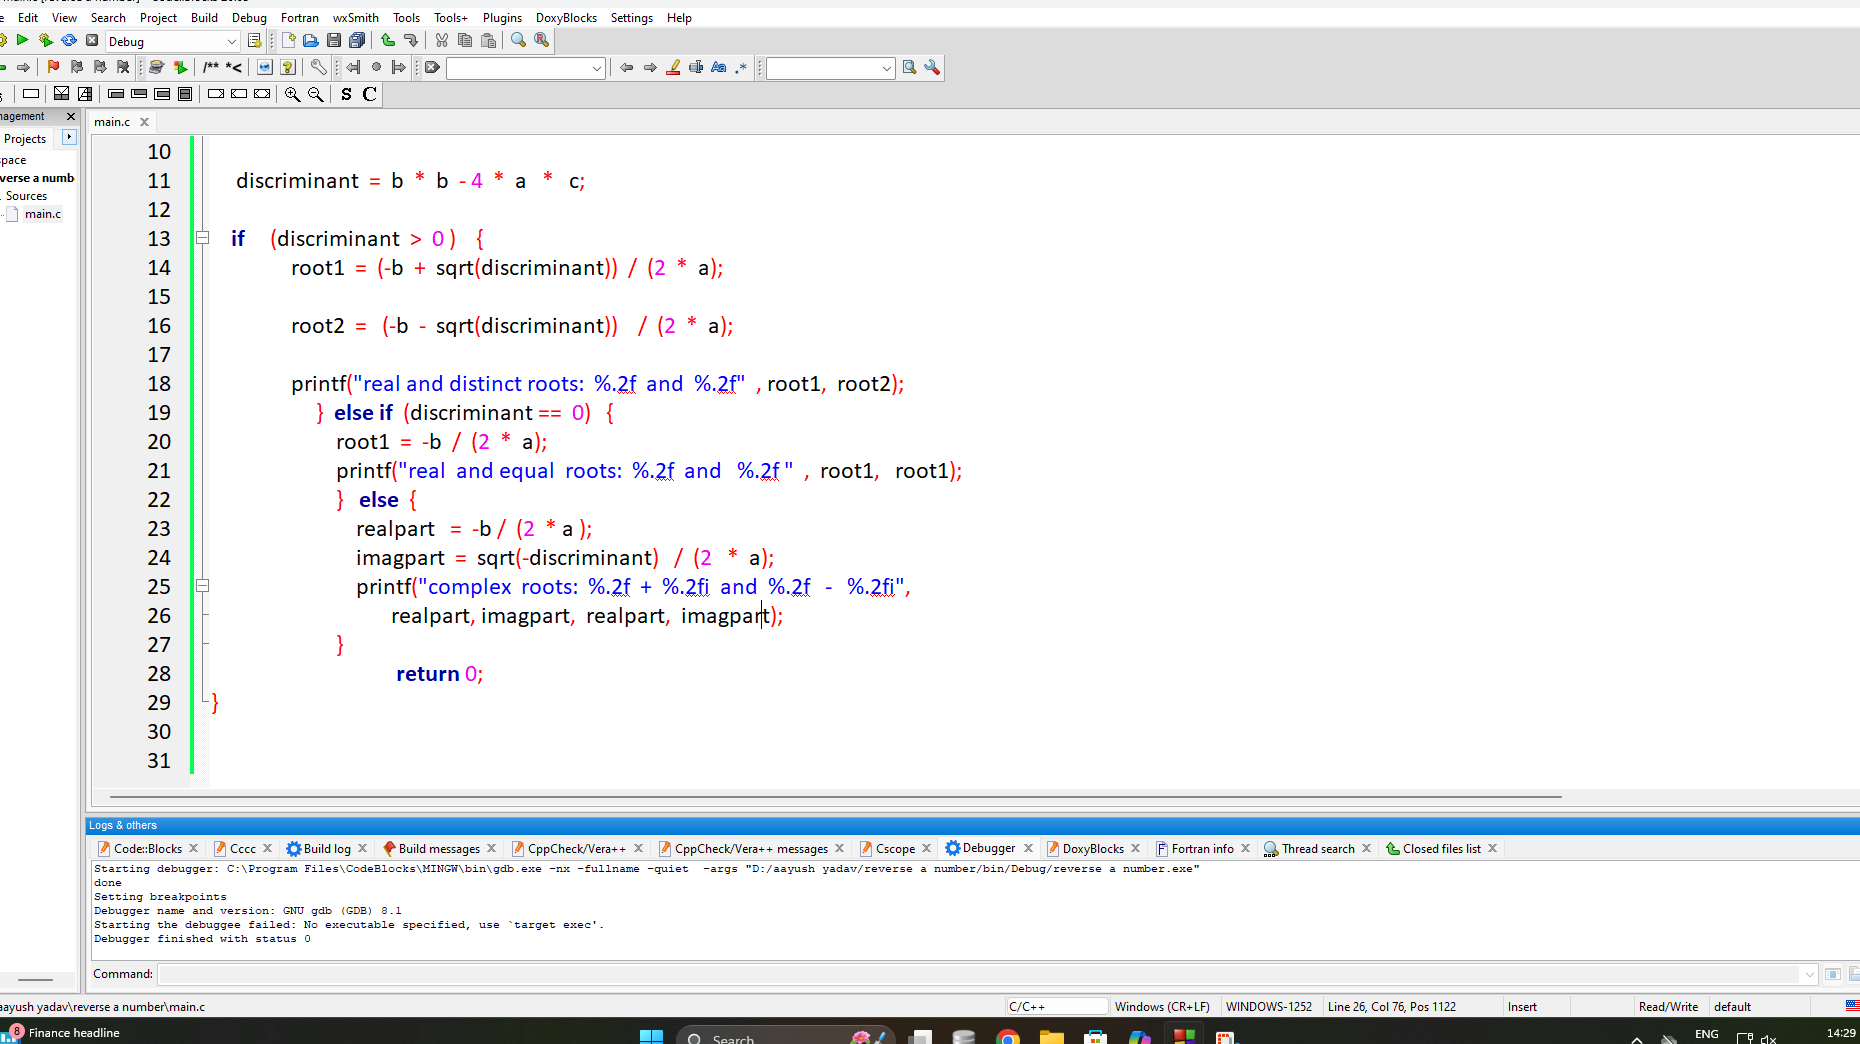 Edit View Search Project Build Debug Fortran wxSmith Tools Tools+ Plugins DoxyBlocks Settings Help
Debug
/** *<
Aa .*
S C
nagement
Projects
space
verse a numb
Sources
main.c
main.c
10
11 discriminant = b * b - 4 * a * c;
12
13 if (discriminant > 0 ) {
14 root1 = (-b + sqrt(discriminant)) / (2 * a);
15
16 root2 = (-b - sqrt(discriminant)) / (2 * a);
17
18 printf("real and distinct roots: %.2f and %.2f" , root1, root2);
19 } else if (discriminant == 0) {
20 root1 = -b / (2 * a);
21 printf("real and equal roots: %.2f and %.2f " , root1, root1);
22 } else {
23 realpart = -b / (2 * a );
24 imagpart = sqrt(-discriminant) / (2 * a);
25 printf("complex roots: %.2f + %.2fi and %.2f - %.2fi",
26 realpart, imagpart, realpart, imagpart);
27 }
28 return 0;
29 }
30
31
Logs & others
Code::Blocks Cccc Build log Build messages CppCheck/Vera++ CppCheck/Vera++ messages Cscope Debugger DoxyBlocks Fortran info Thread search Closed files list
Starting debugger: C:\Program Files\CodeBlocks\MINGW\bin\gdb.exe -nx -fullname -quiet -args "D:/aayush yadav/reverse a number/bin/Debug/reverse a number.exe"
done
Setting breakpoints
Debugger name and version: GNU gdb (GDB) 8.1
Starting the debuggee failed: No executable specified, use `target exec'.
Debugger finished with status 0
Command:
aayush yadav\reverse a number\main.c C/C++ Windows (CR+LF) WINDOWS-1252 Line 26, Col 76, Pos 1122 Insert Read/Write default
8 Finance headline
Search
ENG
14:29